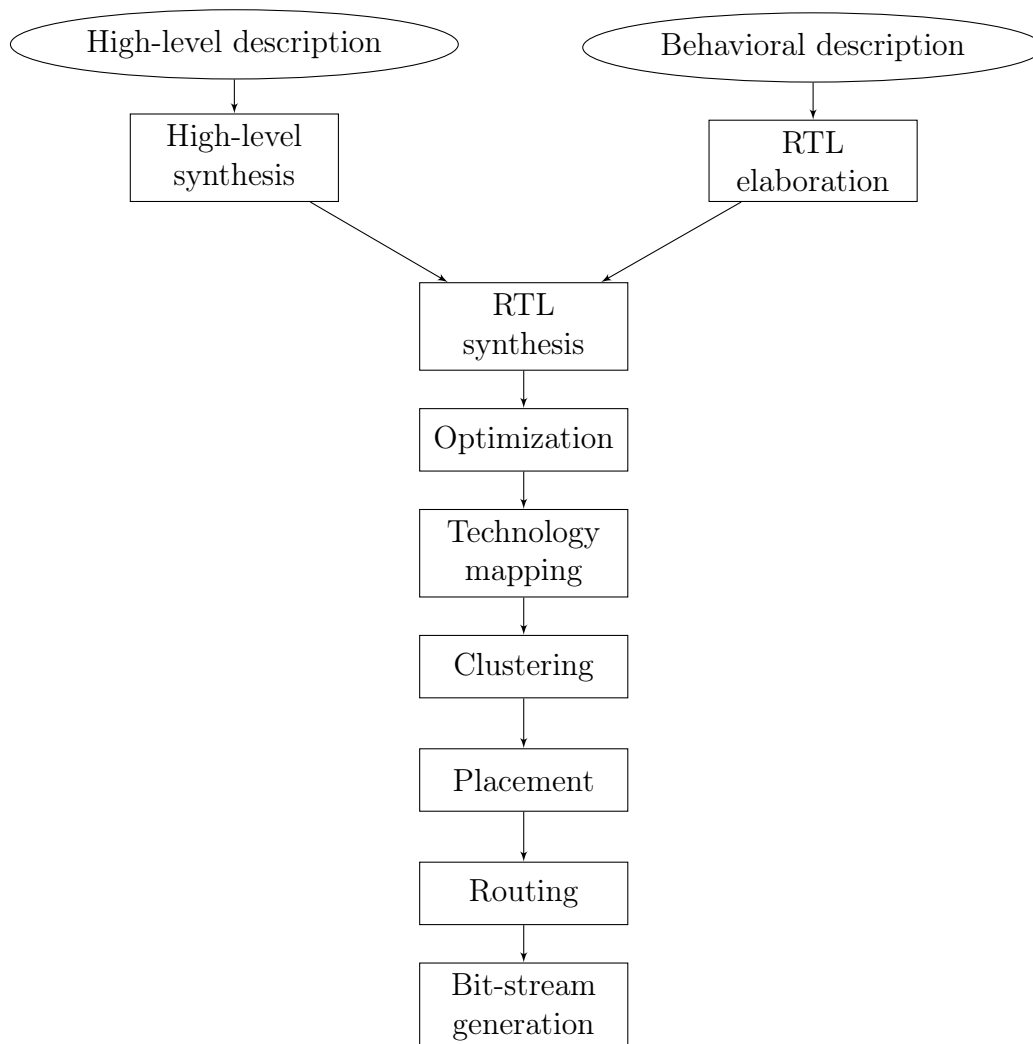 High-level description
Behavioral description
High-level
synthesis
RTL
elaboration
RTL
synthesis
Optimization
Technology
mapping
Clustering
Placement
Routing
Bit-stream
generation